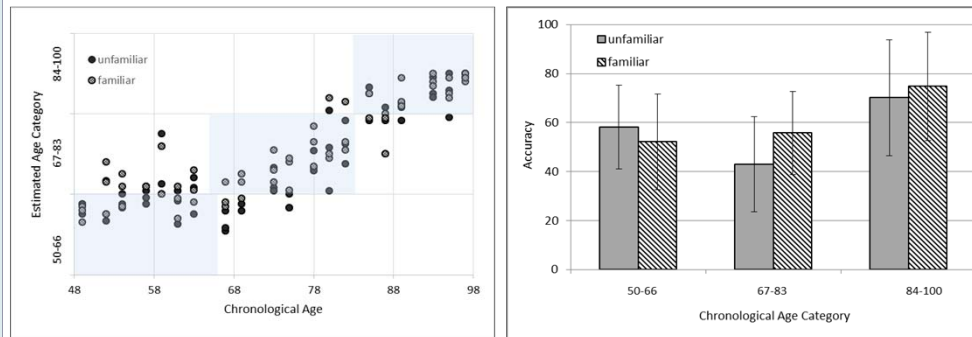 unfamiliar
familiar
Estimated Age Category
84-100
67-83
50-66
48 58 68 78 88 98
Chronological Age
unfamiliar
familiar
Accuracy
100
80
60
40
20
0
50-66 67-83 84-100
Chronological Age Category